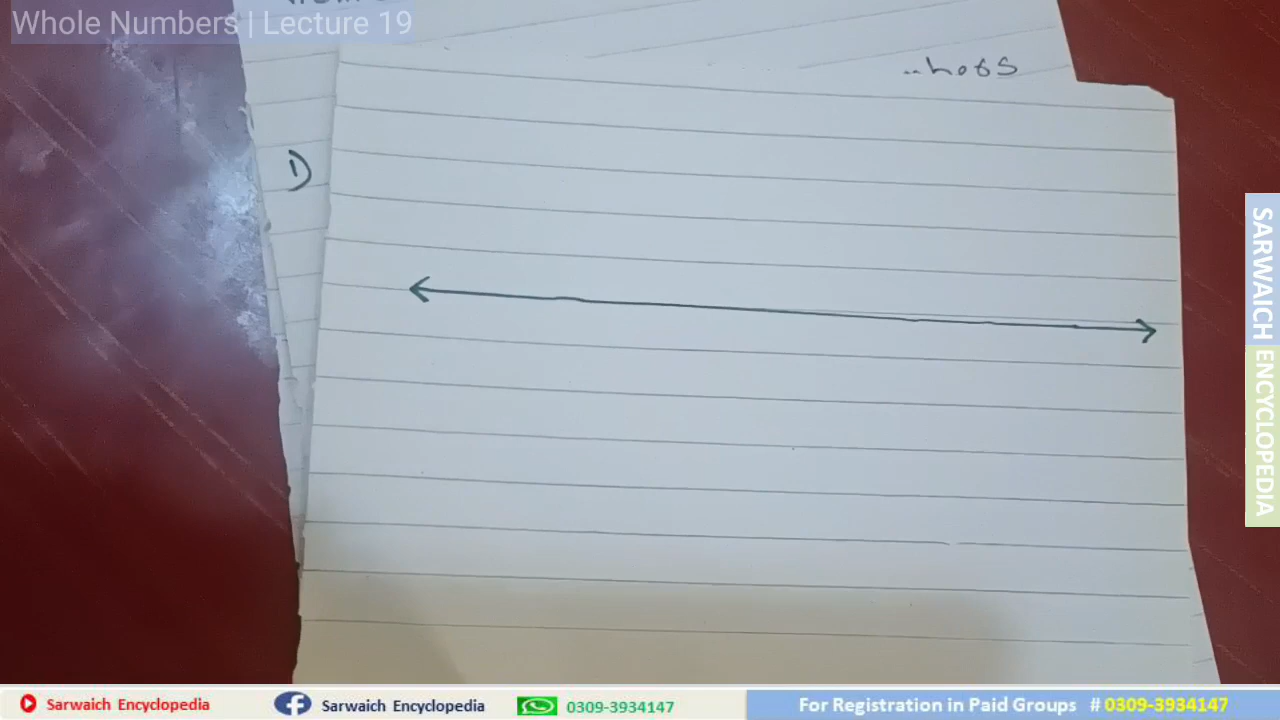 Whole Numbers | Lecture 19
1)
SARWAICH ENCYCLOPEDIA
Sarwaich Encyclopedia
Sarwaich Encyclopedia
0309-3934147
For Registration in Paid Groups # 0309-3934147